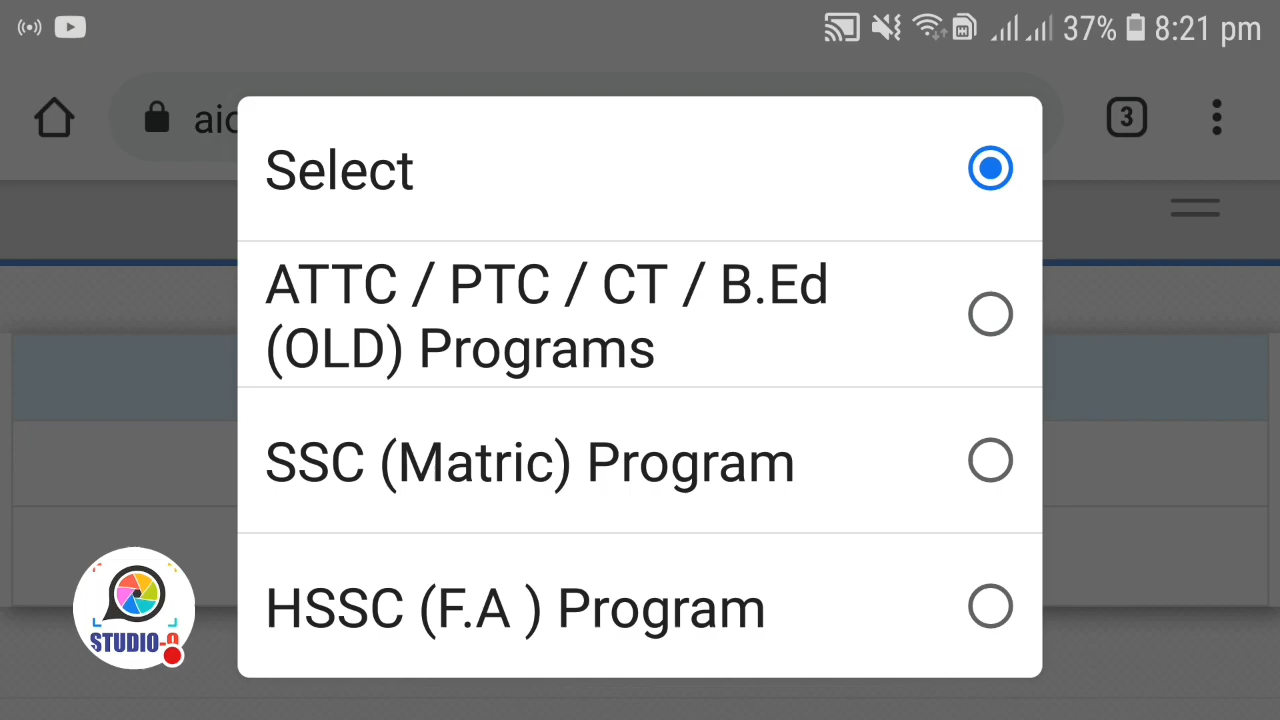 37% 8:21 pm
aic
3
Select
ATTC / PTC / CT / B.Ed
(OLD) Programs
SSC (Matric) Program
HSSC (F.A ) Program
STUDIO-